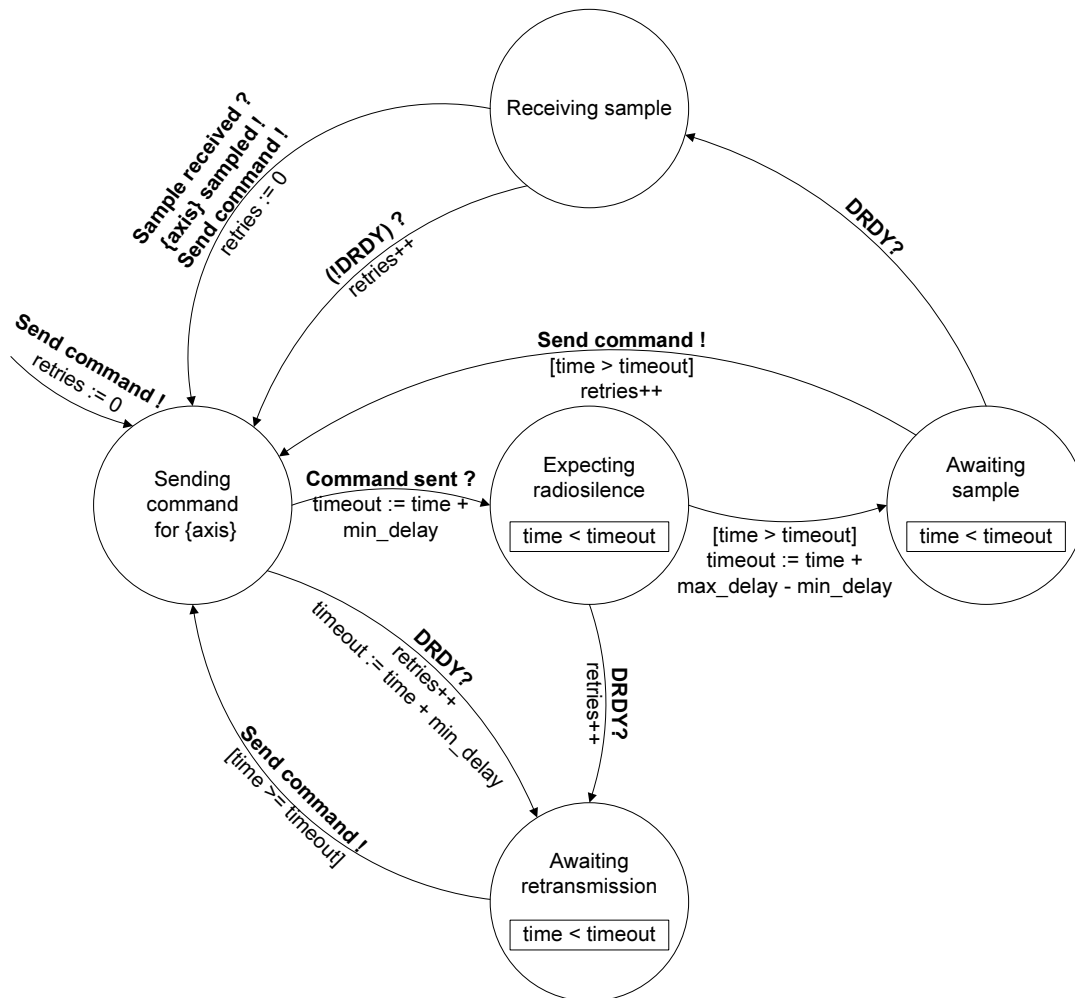 Receiving sample
Sample received ?
{axis} sampled !
Send command !
retries := 0
(!DRDY) ?
retries++
DRDY?
Send command !
[time > timeout]
retries++
Send command !
retries := 0
Sending
command
for {axis}
Command sent ?
timeout := time +
min_delay
Expecting
radiosilence
time < timeout
[time > timeout]
timeout := time +
max_delay - min_delay
Awaiting
sample
time < timeout
DRDY?
retries++
timeout := time + min_delay
DRDY?
retries++
Send command !
[time >= timeout]
Awaiting
retransmission
time < timeout